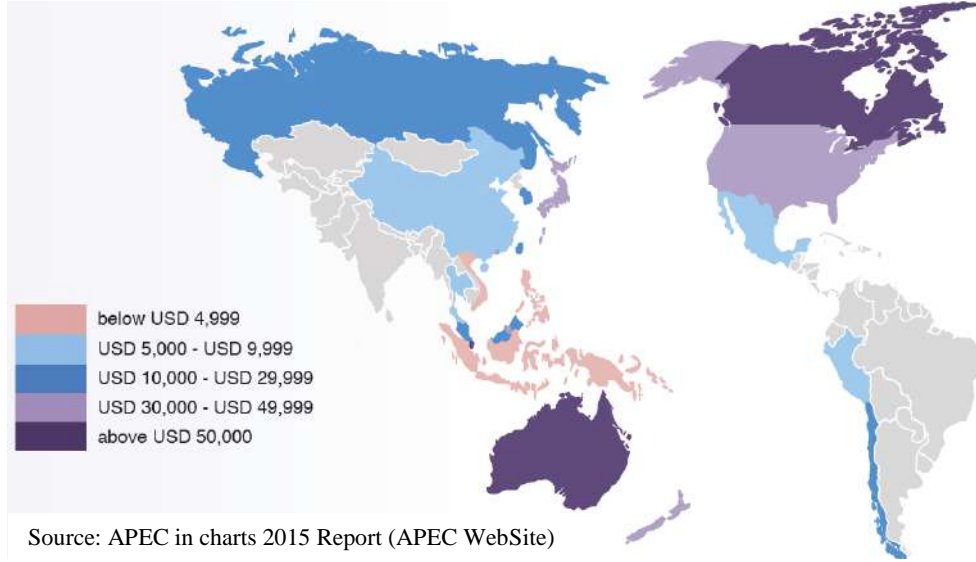 below USD 4,999
USD 5,000 - USD 9,999
USD 10,000 - USD 29,999
USD 30,000 - USD 49,999
above USD 50,000
Source: APEC in charts 2015 Report (APEC WebSite)